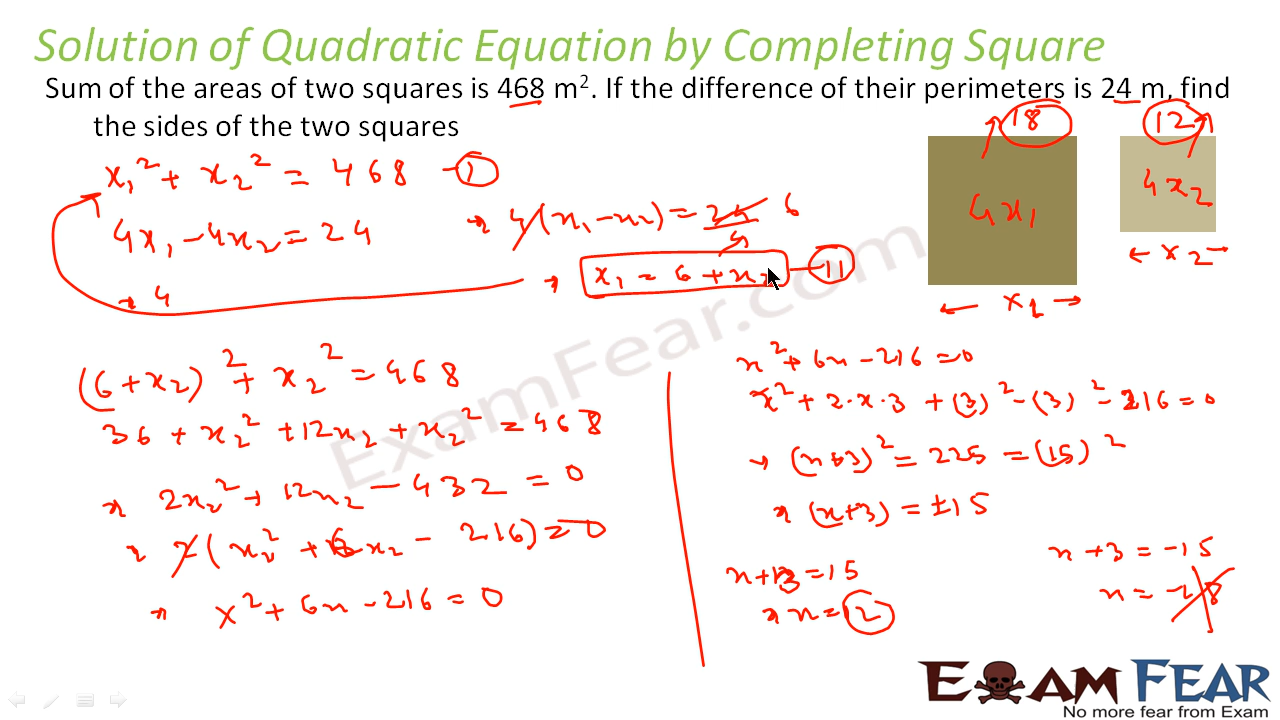 Solution of Quadratic Equation by Completing Square
Sum of the areas of two squares is 468 m². If the difference of their perimeters is 24 m, find
the sides of the two squares
x₁² + x₂² = 468 — 1
4x₁ - 4x₂ = 24
→ 4
→ 4(x₁ - x₂) = 24/4 6
→ x₁ = 6 + x₂ — 11
18
12
4x₁
4x₂
← x₂ →
← x₁ →
(6 + x₂)² + x₂² = 468
36 + x₂² + 12x₂ + x₂² = 468
→ 2x₂² + 12x₂ - 432 = 0
→ 2(x₂² + 6x₂ - 216) = 0
→ x² + 6x - 216 = 0
x² + 6x - 216 = 0
x² + 2·x·3 + (3)² - (3)² - 216 = 0
→ (x+3)² = 225 = (15)²
→ (x+3) = ±15
x+3 = 15
→ x = 12
x + 3 = -15
x = -18
ExamFear.com
EXAM FEAR
No more fear from Exam